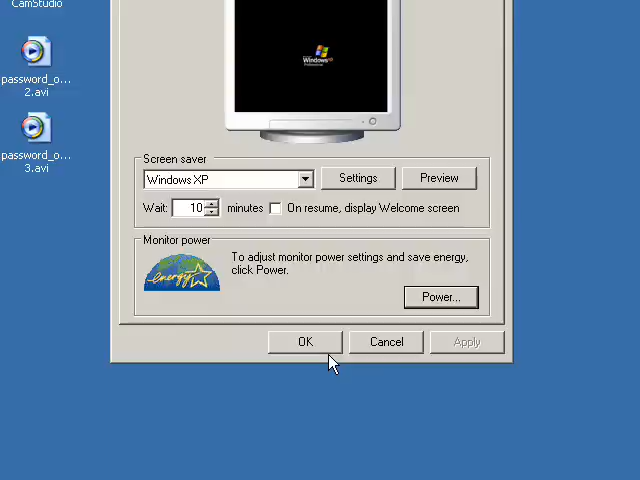 CamStudio
password_o...
2.avi
password_o...
3.avi
Windows XP
Professional
Screen saver
Windows XP
Settings
Preview
Wait: 10 minutes
On resume, display Welcome screen
Monitor power
To adjust monitor power settings and save energy,
click Power.
energy
Power...
OK
Cancel
Apply